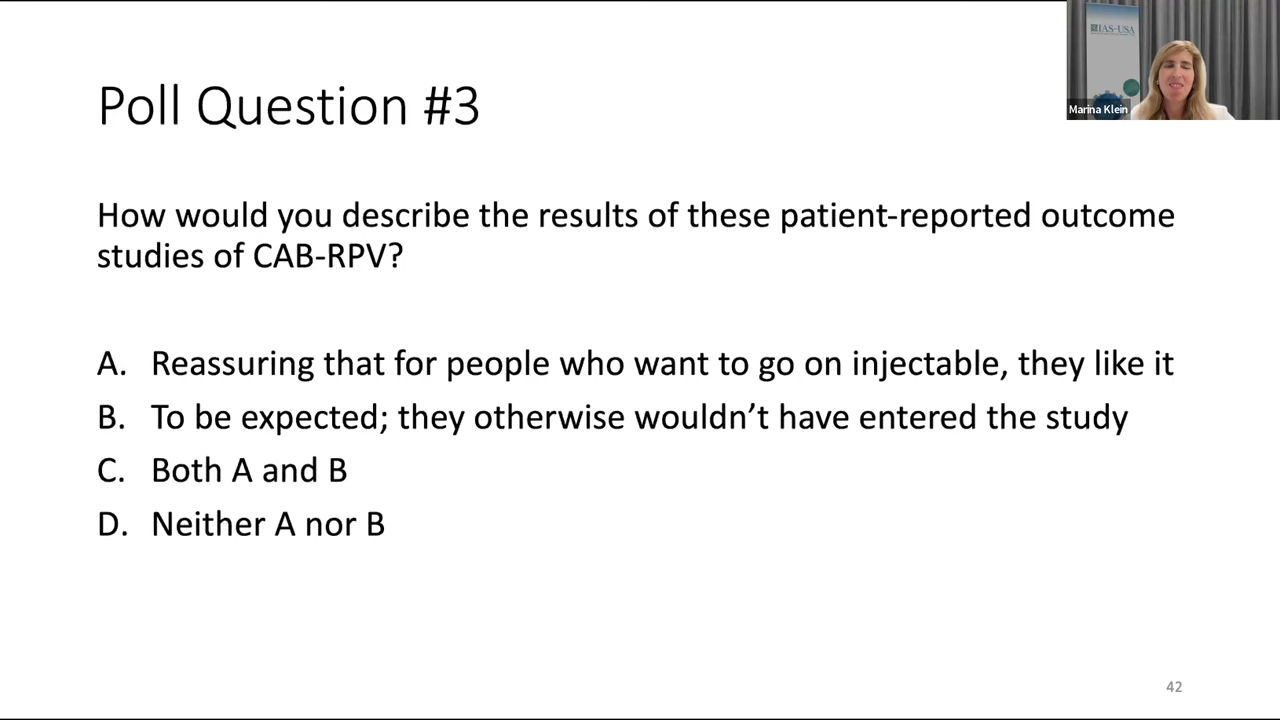 IAS-USA
Marina Klein
Poll Question #3
How would you describe the results of these patient-reported outcome
studies of CAB-RPV?
A. Reassuring that for people who want to go on injectable, they like it
B. To be expected; they otherwise wouldn’t have entered the study
C. Both A and B
D. Neither A nor B
42